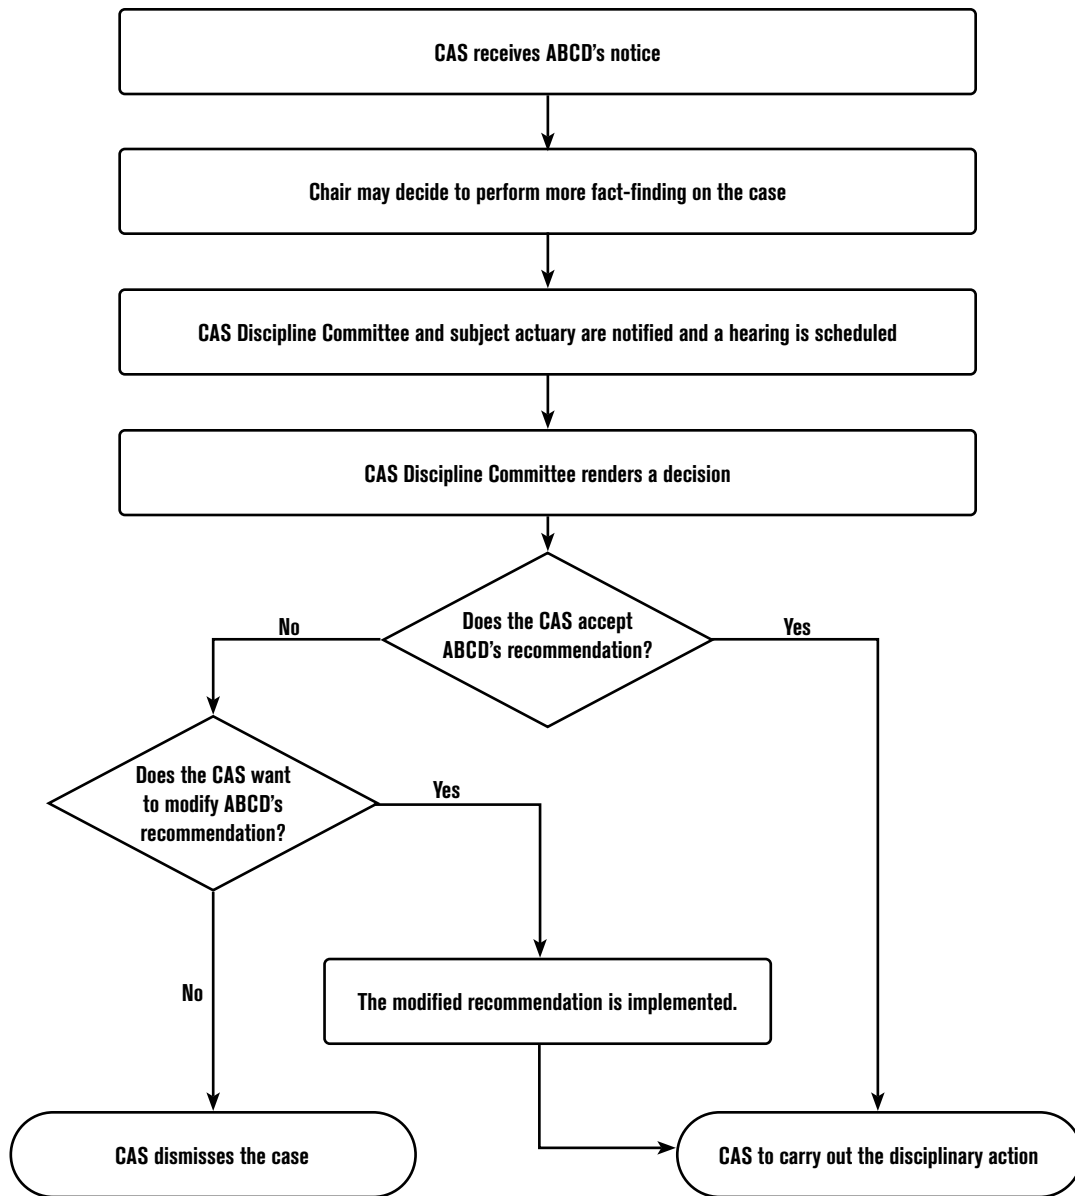 CAS receives ABCD's notice
Chair may decide to perform more fact-finding on the case
CAS Discipline Committee and subject actuary are notified and a hearing is scheduled
CAS Discipline Committee renders a decision
Does the CAS accept
ABCD's recommendation?
No
Yes
Does the CAS want
to modify ABCD's
recommendation?
Yes
No
The modified recommendation is implemented.
CAS dismisses the case
CAS to carry out the disciplinary action